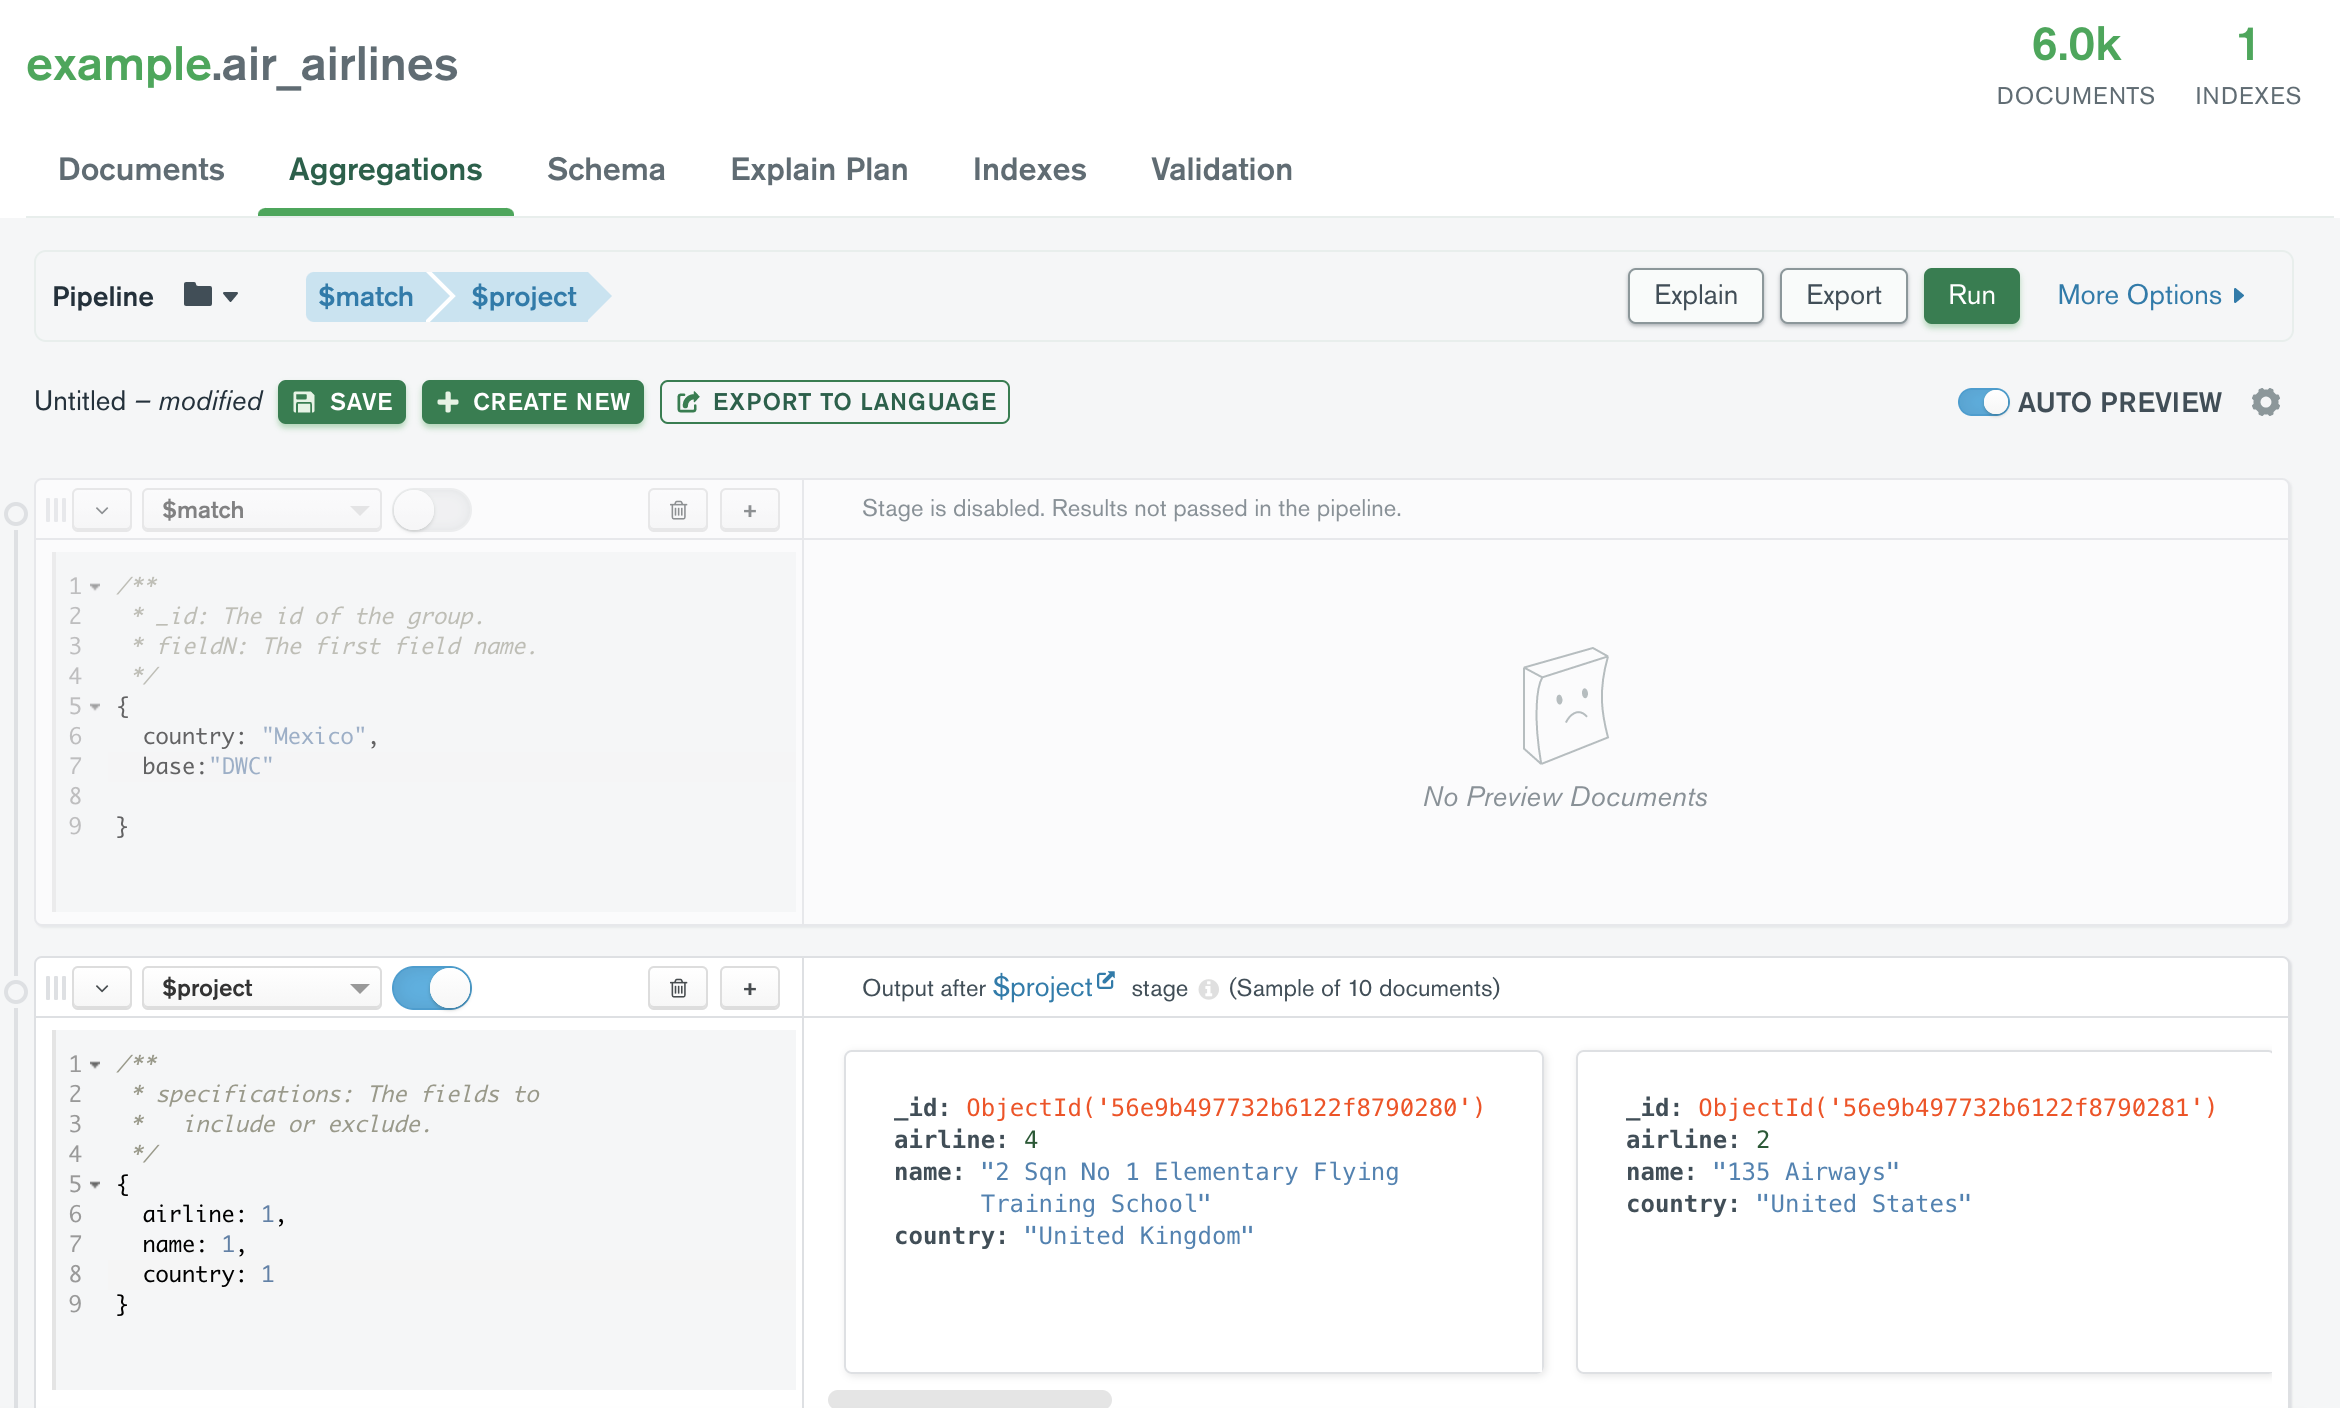 example.air_airlines
6.0k
DOCUMENTS
1
INDEXES
Documents Aggregations Schema Explain Plan Indexes Validation
Pipeline $match $project Explain Export Run More Options
Untitled – modified SAVE CREATE NEW EXPORT TO LANGUAGE AUTO PREVIEW
$match +
Stage is disabled. Results not passed in the pipeline.
1 /**
2 * _id: The id of the group.
3 * fieldN: The first field name.
4 */
5 {
6 country: "Mexico",
7 base:"DWC"
8
9 }
No Preview Documents
$project +
Output after $project stage (Sample of 10 documents)
1 /**
2 * specifications: The fields to
3 * include or exclude.
4 */
5 {
6 airline: 1,
7 name: 1,
8 country: 1
9 }
_id: ObjectId('56e9b497732b6122f8790280')
airline: 4
name: "2 Sqn No 1 Elementary Flying
Training School"
country: "United Kingdom"
_id: ObjectId('56e9b497732b6122f8790281')
airline: 2
name: "135 Airways"
country: "United States"